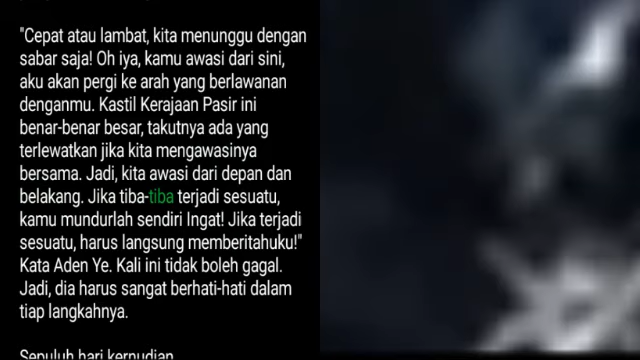 "Cepat atau lambat, kita menunggu dengan
sabar saja! Oh iya, kamu awasi dari sini,
aku akan pergi ke arah yang berlawanan
denganmu. Kastil Kerajaan Pasir ini
benar-benar besar, takutnya ada yang
terlewatkan jika kita mengawasinya
bersama. Jadi, kita awasi dari depan dan
belakang. Jika tiba-tiba terjadi sesuatu,
kamu mundurlah sendiri Ingat! Jika terjadi
sesuatu, harus langsung memberitahuku!"
Kata Aden Ye. Kali ini tidak boleh gagal.
Jadi, dia harus sangat berhati-hati dalam
tiap langkahnya.
Sepuluh hari kemudian